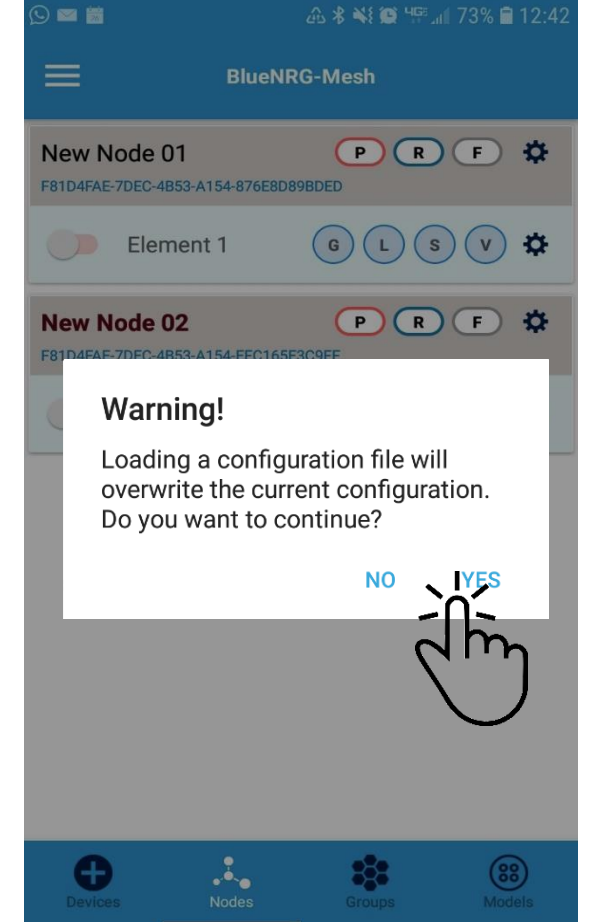 4G 73% 12:42
BlueNRG-Mesh
New Node 01 P R F
F81D4FAE-7DEC-4B53-A154-876E8D89BDED
Element 1 G L S V
New Node 02 P R F
F81D4FAE-7DEC-4B53-A154-FEC165F3C9FF
Warning!
Loading a configuration file will
overwrite the current configuration.
Do you want to continue?
NO YES
Devices Nodes Groups Models